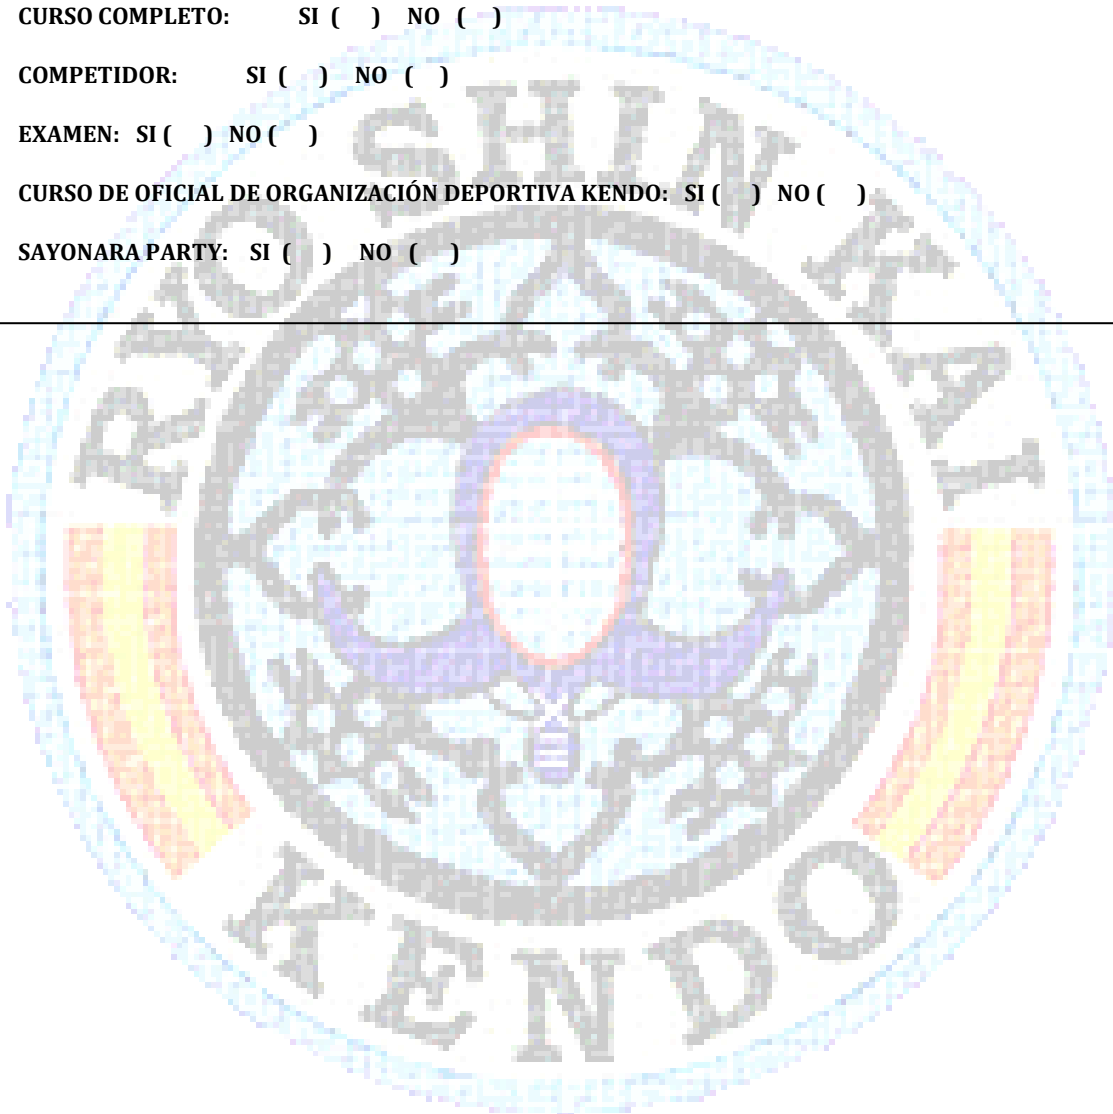 CURSO COMPLETO: SI ( ) NO ( )
COMPETIDOR: SI ( ) NO ( )
EXAMEN: SI ( ) NO ( )
CURSO DE OFICIAL DE ORGANIZACIÓN DEPORTIVA KENDO: SI ( ) NO ( )
SAYONARA PARTY: SI ( ) NO ( )
RYO SHIN KAI
KENDO